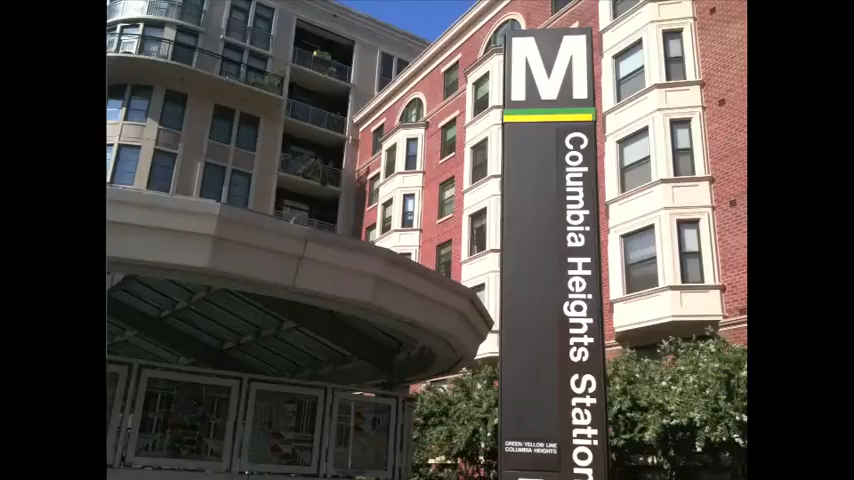 M
Columbia Heights Station
GREEN/YELLOW LINE
COLUMBIA HEIGHTS